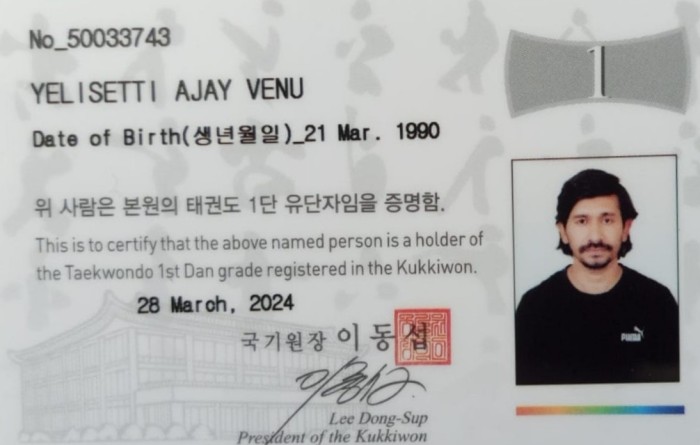 No_50033743
1
YELISETTI AJAY VENU
Date of Birth(생년월일)_21 Mar. 1990
위 사람은 본원의 태권도 1단 유단자임을 증명함.
This is to certify that the above named person is a holder of
the Taekwondo 1st Dan grade registered in the Kukkiwon.
28 March, 2024
국기원장 이동섭
Lee Dong-Sup
President of the Kukkiwon
PUMA